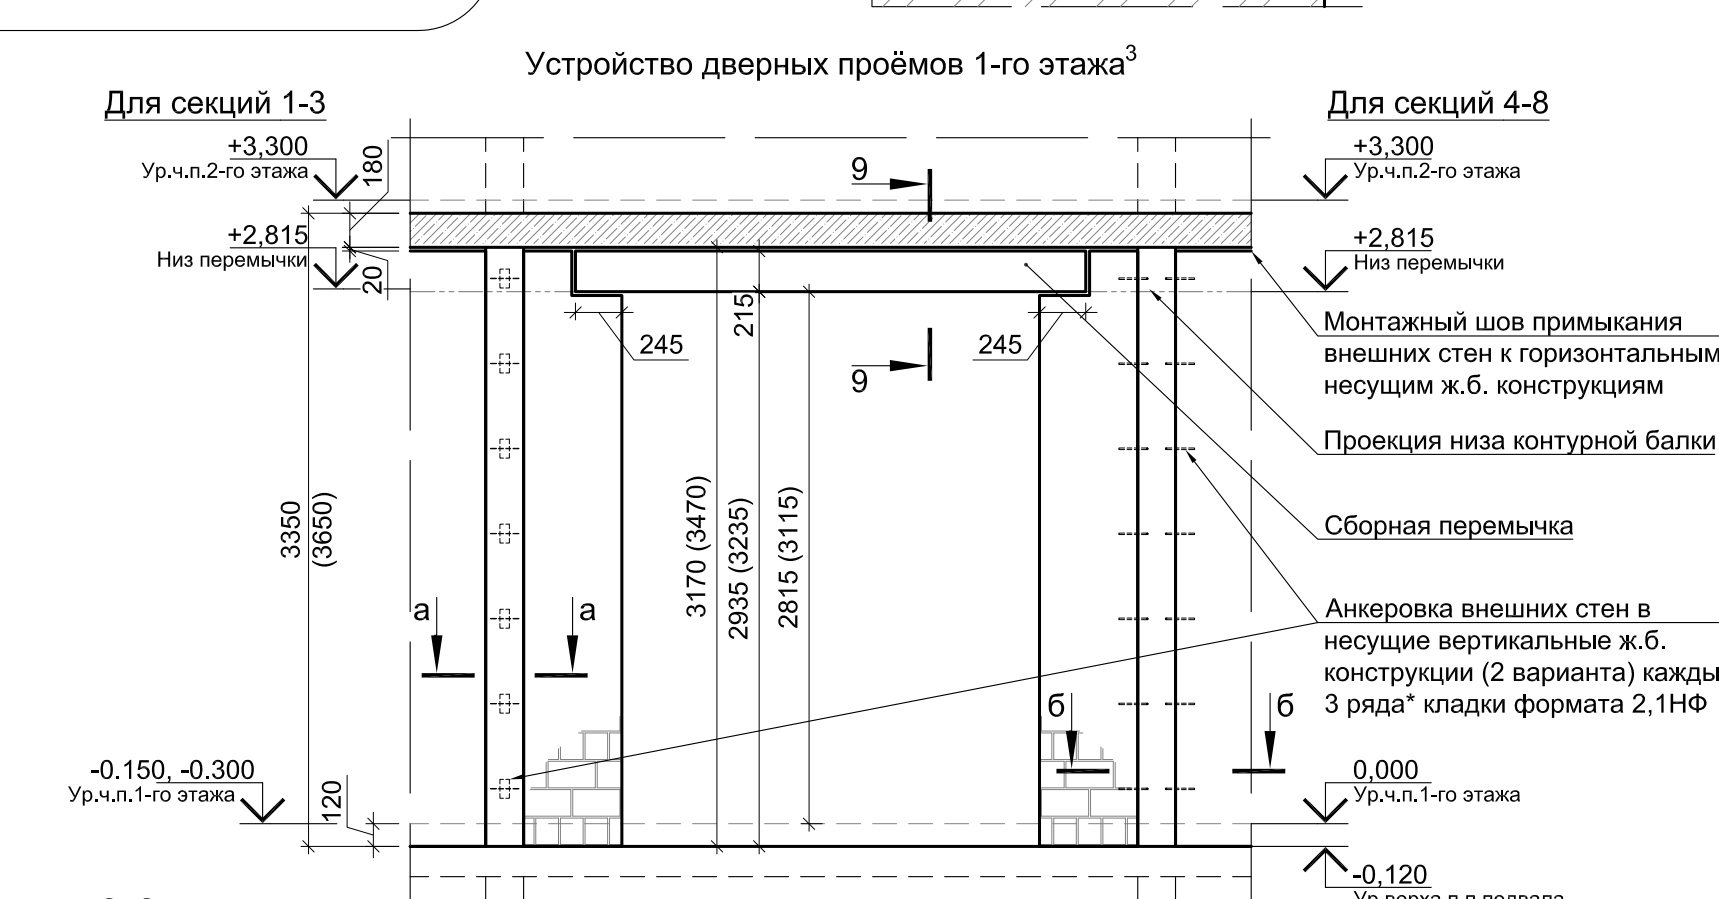 Устройство дверных проёмов 1-го этажа³
Для секций 1-3
Для секций 4-8
+3,300
Ур.ч.п.2-го этажа
180
9
+3,300
Ур.ч.п.2-го этажа
+2,815
Низ перемычки
20
+2,815
Низ перемычки
215
245
245
9
Монтажный шов примыкания
внешних стен к горизонтальным
несущим ж.б. конструкциям
Проекция низа контурной балки
Сборная перемычка
3350
(3650)
3170 (3470)
2935 (3235)
2815 (3115)
а
а
Анкеровка внешних стен в
несущие вертикальные ж.б.
конструкции (2 варианта) кажды
3 ряда* кладки формата 2,1НФ
б
б
-0.150, -0.300
Ур.ч.п.1-го этажа
120
0,000
Ур.ч.п.1-го этажа
-0,120